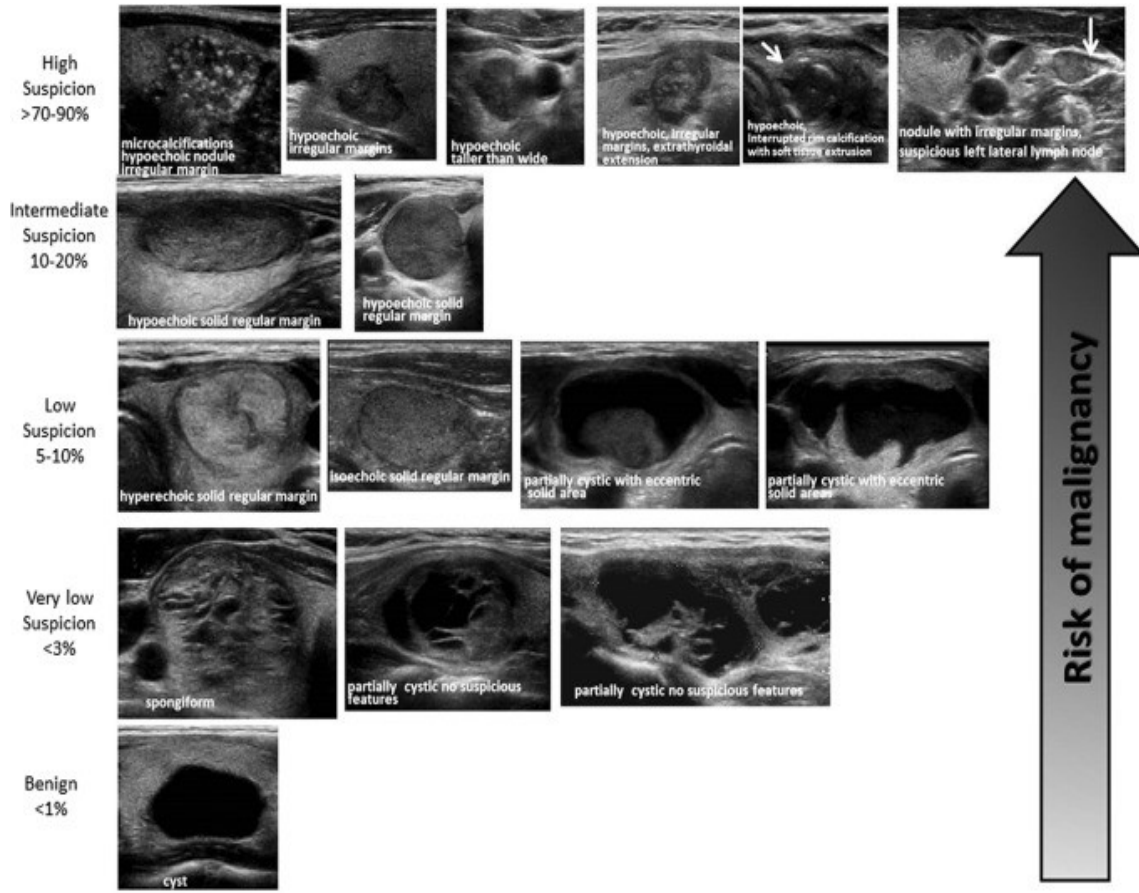 High
Suspicion
>70-90%
microcalcifications
hypoechoic nodule
irregular margin
hypoechoic
irregular margins
hypoechoic
taller than wide
hypoechoic, irregular
margins, extrathyroidal
extension
hypoechoic,
Interrupted rim calcification
with soft tissue extrusion
nodule with irregular margins,
suspicious left lateral lymph node
Intermediate
Suspicion
10-20%
hypoechoic solid regular margin
hypoechoic solid
regular margin
Low
Suspicion
5-10%
hyperechoic solid regular margin
isoechoic solid regular margin
partially cystic with eccentric
solid area
partially cystic with eccentric
solid areas
Very low
Suspicion
<3%
spongiform
partially cystic no suspicious
features
partially cystic no suspicious features
Benign
<1%
cyst
Risk of malignancy